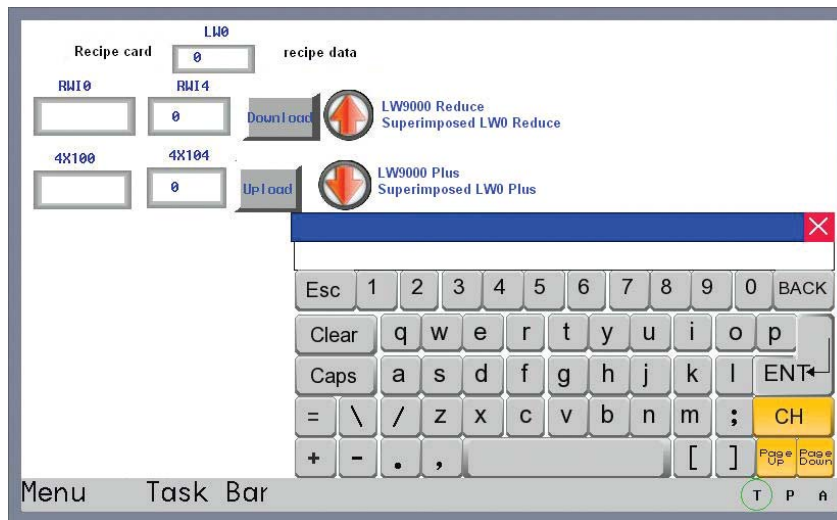 LW0
Recipe card 0 recipe data
RWI0 RWI4
0 Download LW9000 Reduce
Superimposed LW0 Reduce
4X100 4X104
0 Upload LW9000 Plus
Superimposed LW0 Plus
Esc 1 2 3 4 5 6 7 8 9 0 BACK
Clear q w e r t y u i o p
Caps a s d f g h j k l ENT
= \ / z x c v b n m ; CH
+ - . , [ ] Page Up Page Down
Menu Task Bar T P A